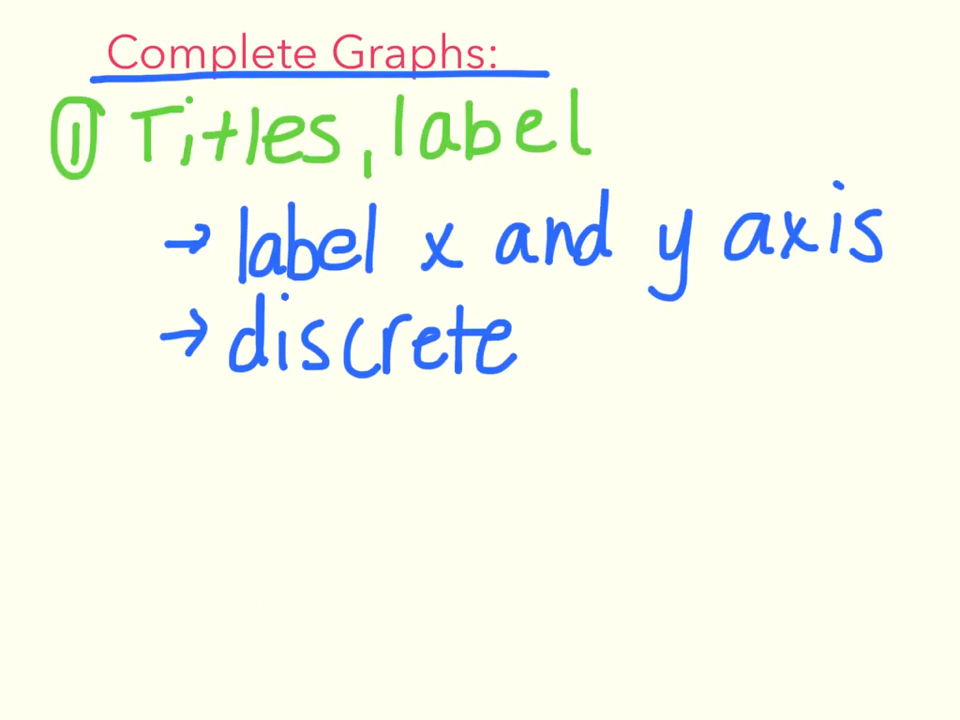 Complete Graphs:
① Titles, label
→ label x and y axis
→ discrete